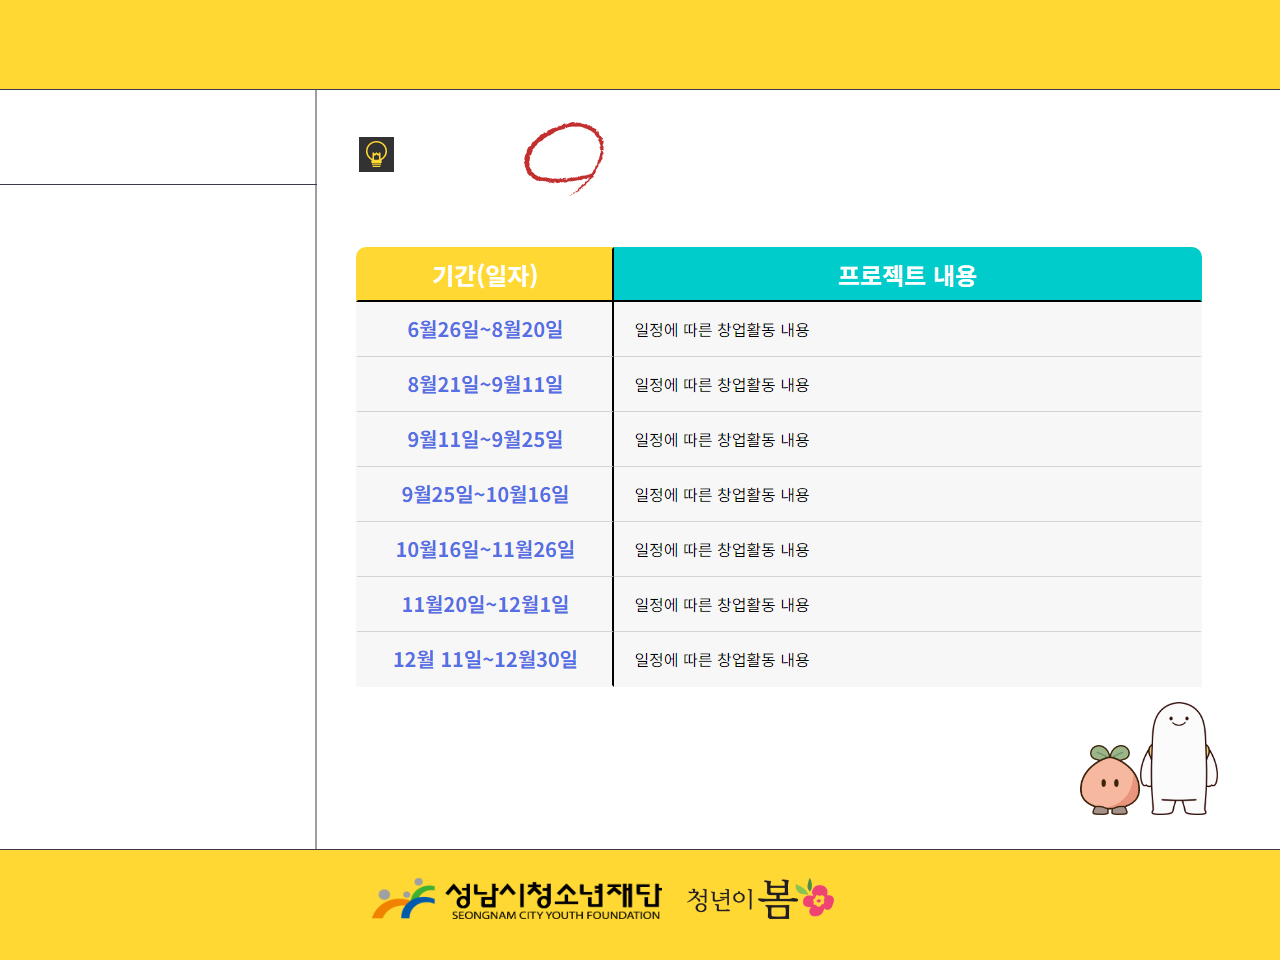 기간(일자) 프로젝트 내용
6월26일~8월20일 일정에 따른 창업활동 내용
8월21일~9월11일 일정에 따른 창업활동 내용
9월11일~9월25일 일정에 따른 창업활동 내용
9월25일~10월16일 일정에 따른 창업활동 내용
10월16일~11월26일 일정에 따른 창업활동 내용
11월20일~12월1일 일정에 따른 창업활동 내용
12월 11일~12월30일 일정에 따른 창업활동 내용
성남시청소년재단 청년이 봄
SEONGNAM CITY YOUTH FOUNDATION